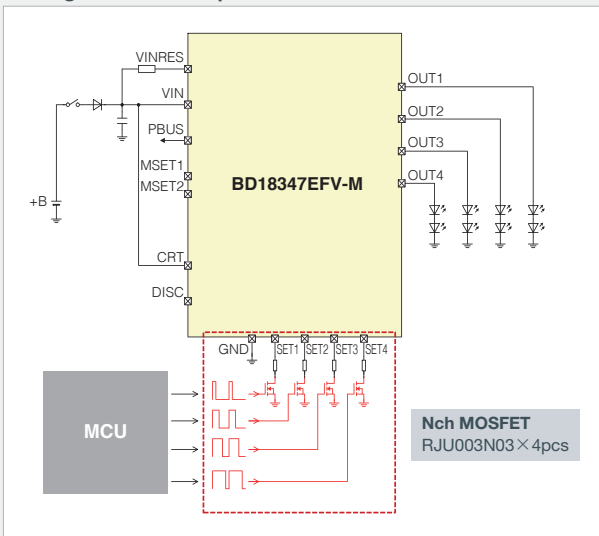 VINRES
VIN
PBUS
MSET1
MSET2
+B
CRT
DISC
BD18347EFV-M
OUT1
OUT2
OUT3
OUT4
GND SET1 SET2 SET3 SET4
MCU
Nch MOSFET
RJU003N03×4pcs